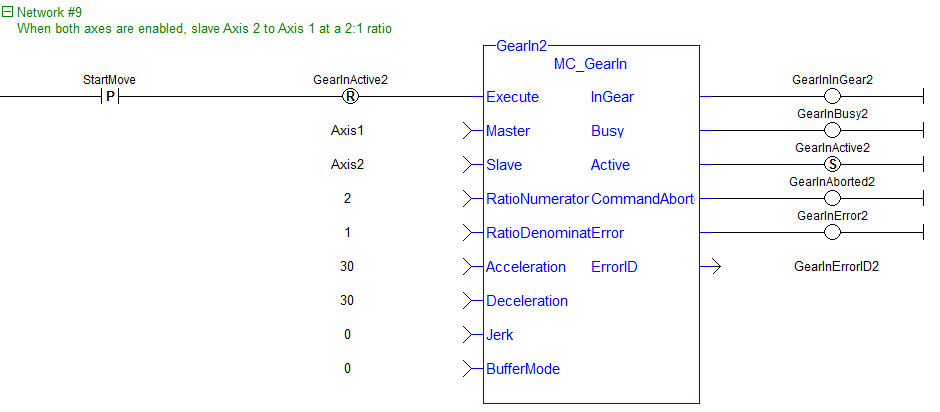 Network #9
When both axes are enabled, slave Axis 2 to Axis 1 at a 2:1 ratio
GearIn2
MC_GearIn
StartMove GearInActive2 GearInInGear2
P R Execute InGear
GearInBusy2
Axis1 Master Busy
GearInActive2
Axis2 Slave Active S
GearInAborted2
2 RatioNumerator CommandAbort
GearInError2
1 RatioDenominat Error
30 Acceleration ErrorID GearInErrorID2
30 Deceleration
0 Jerk
0 BufferMode